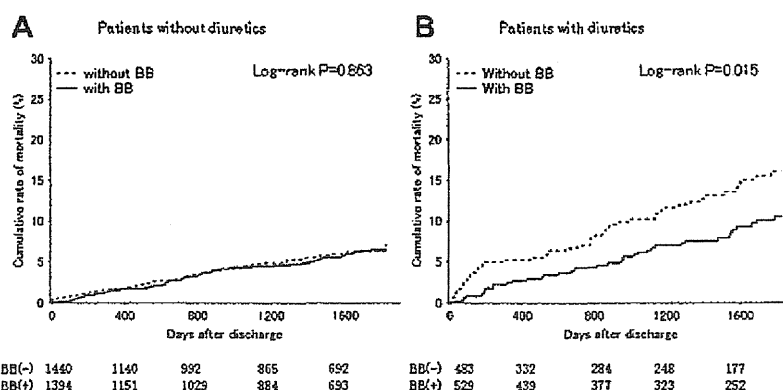 A Patients without diuretics
Cumulative rate of mortality (%)
30
25
20
15
10
5
0
without BB
with BB
Log-rank P=0.863
0 400 800 1200 1600
Days after discharge
BB(-) 1440 1140 992 865 692
BB(+) 1394 1151 1029 884 693
B Patients with diuretics
Cumulative rate of mortality (%)
30
25
20
15
10
5
0
Without BB
With BB
Log-rank P=0.015
0 400 800 1200 1600
Days after discharge
BB(-) 483 332 284 248 177
BB(+) 529 439 377 323 252